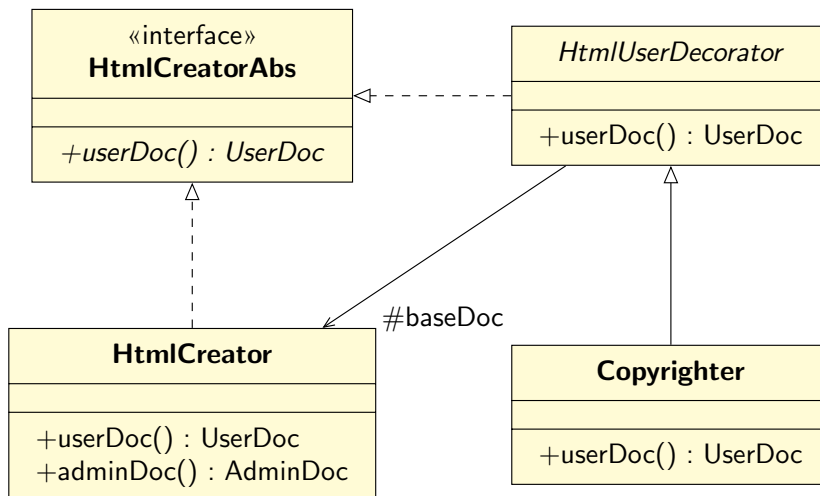 «interface»
HtmlCreatorAbs
+userDoc() : UserDoc
HtmlUserDecorator
+userDoc() : UserDoc
#baseDoc
HtmlCreator
+userDoc() : UserDoc
+adminDoc() : AdminDoc
Copyrighter
+userDoc() : UserDoc